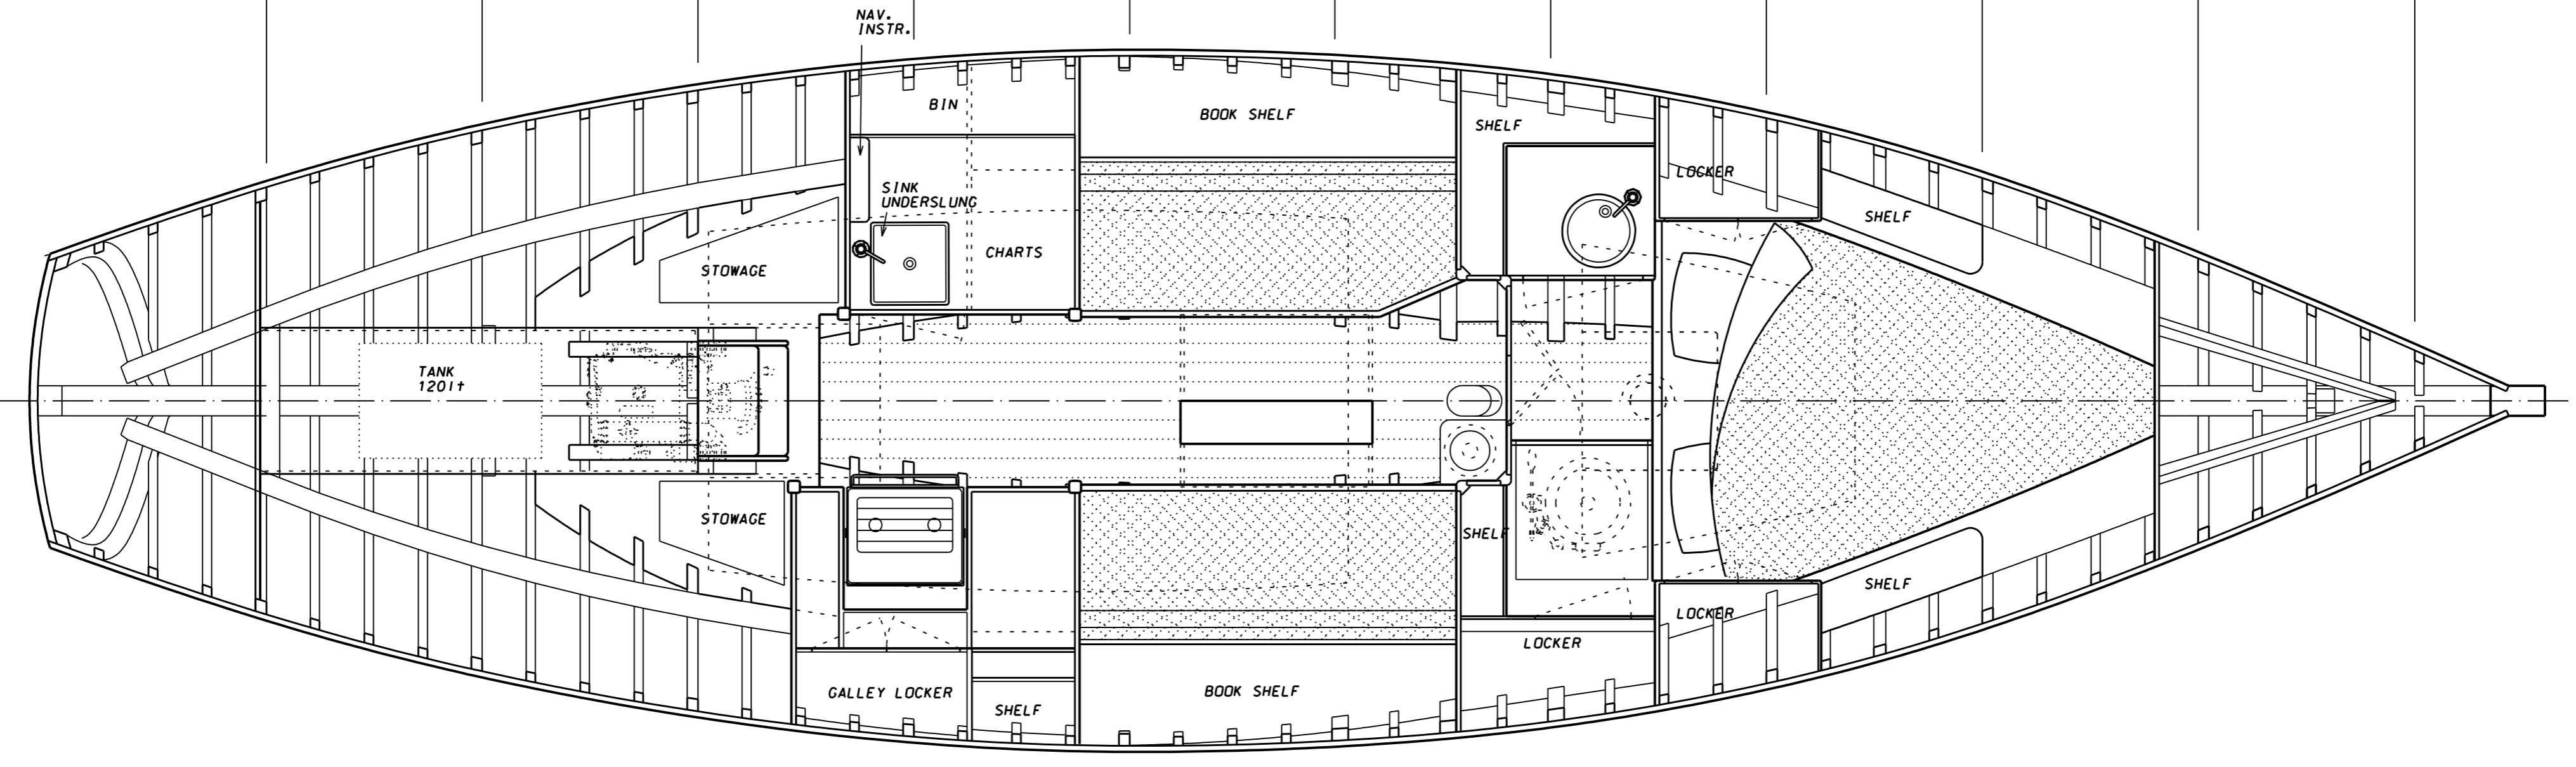 NAV.
INSTR.
BIN
BOOK SHELF
SHELF
LOCKER
SINK
UNDERSLUNG
SHELF
CHARTS
STOWAGE
TANK
120lt
STOWAGE
SHELF
SHELF
LOCKER
LOCKER
GALLEY LOCKER
BOOK SHELF
SHELF